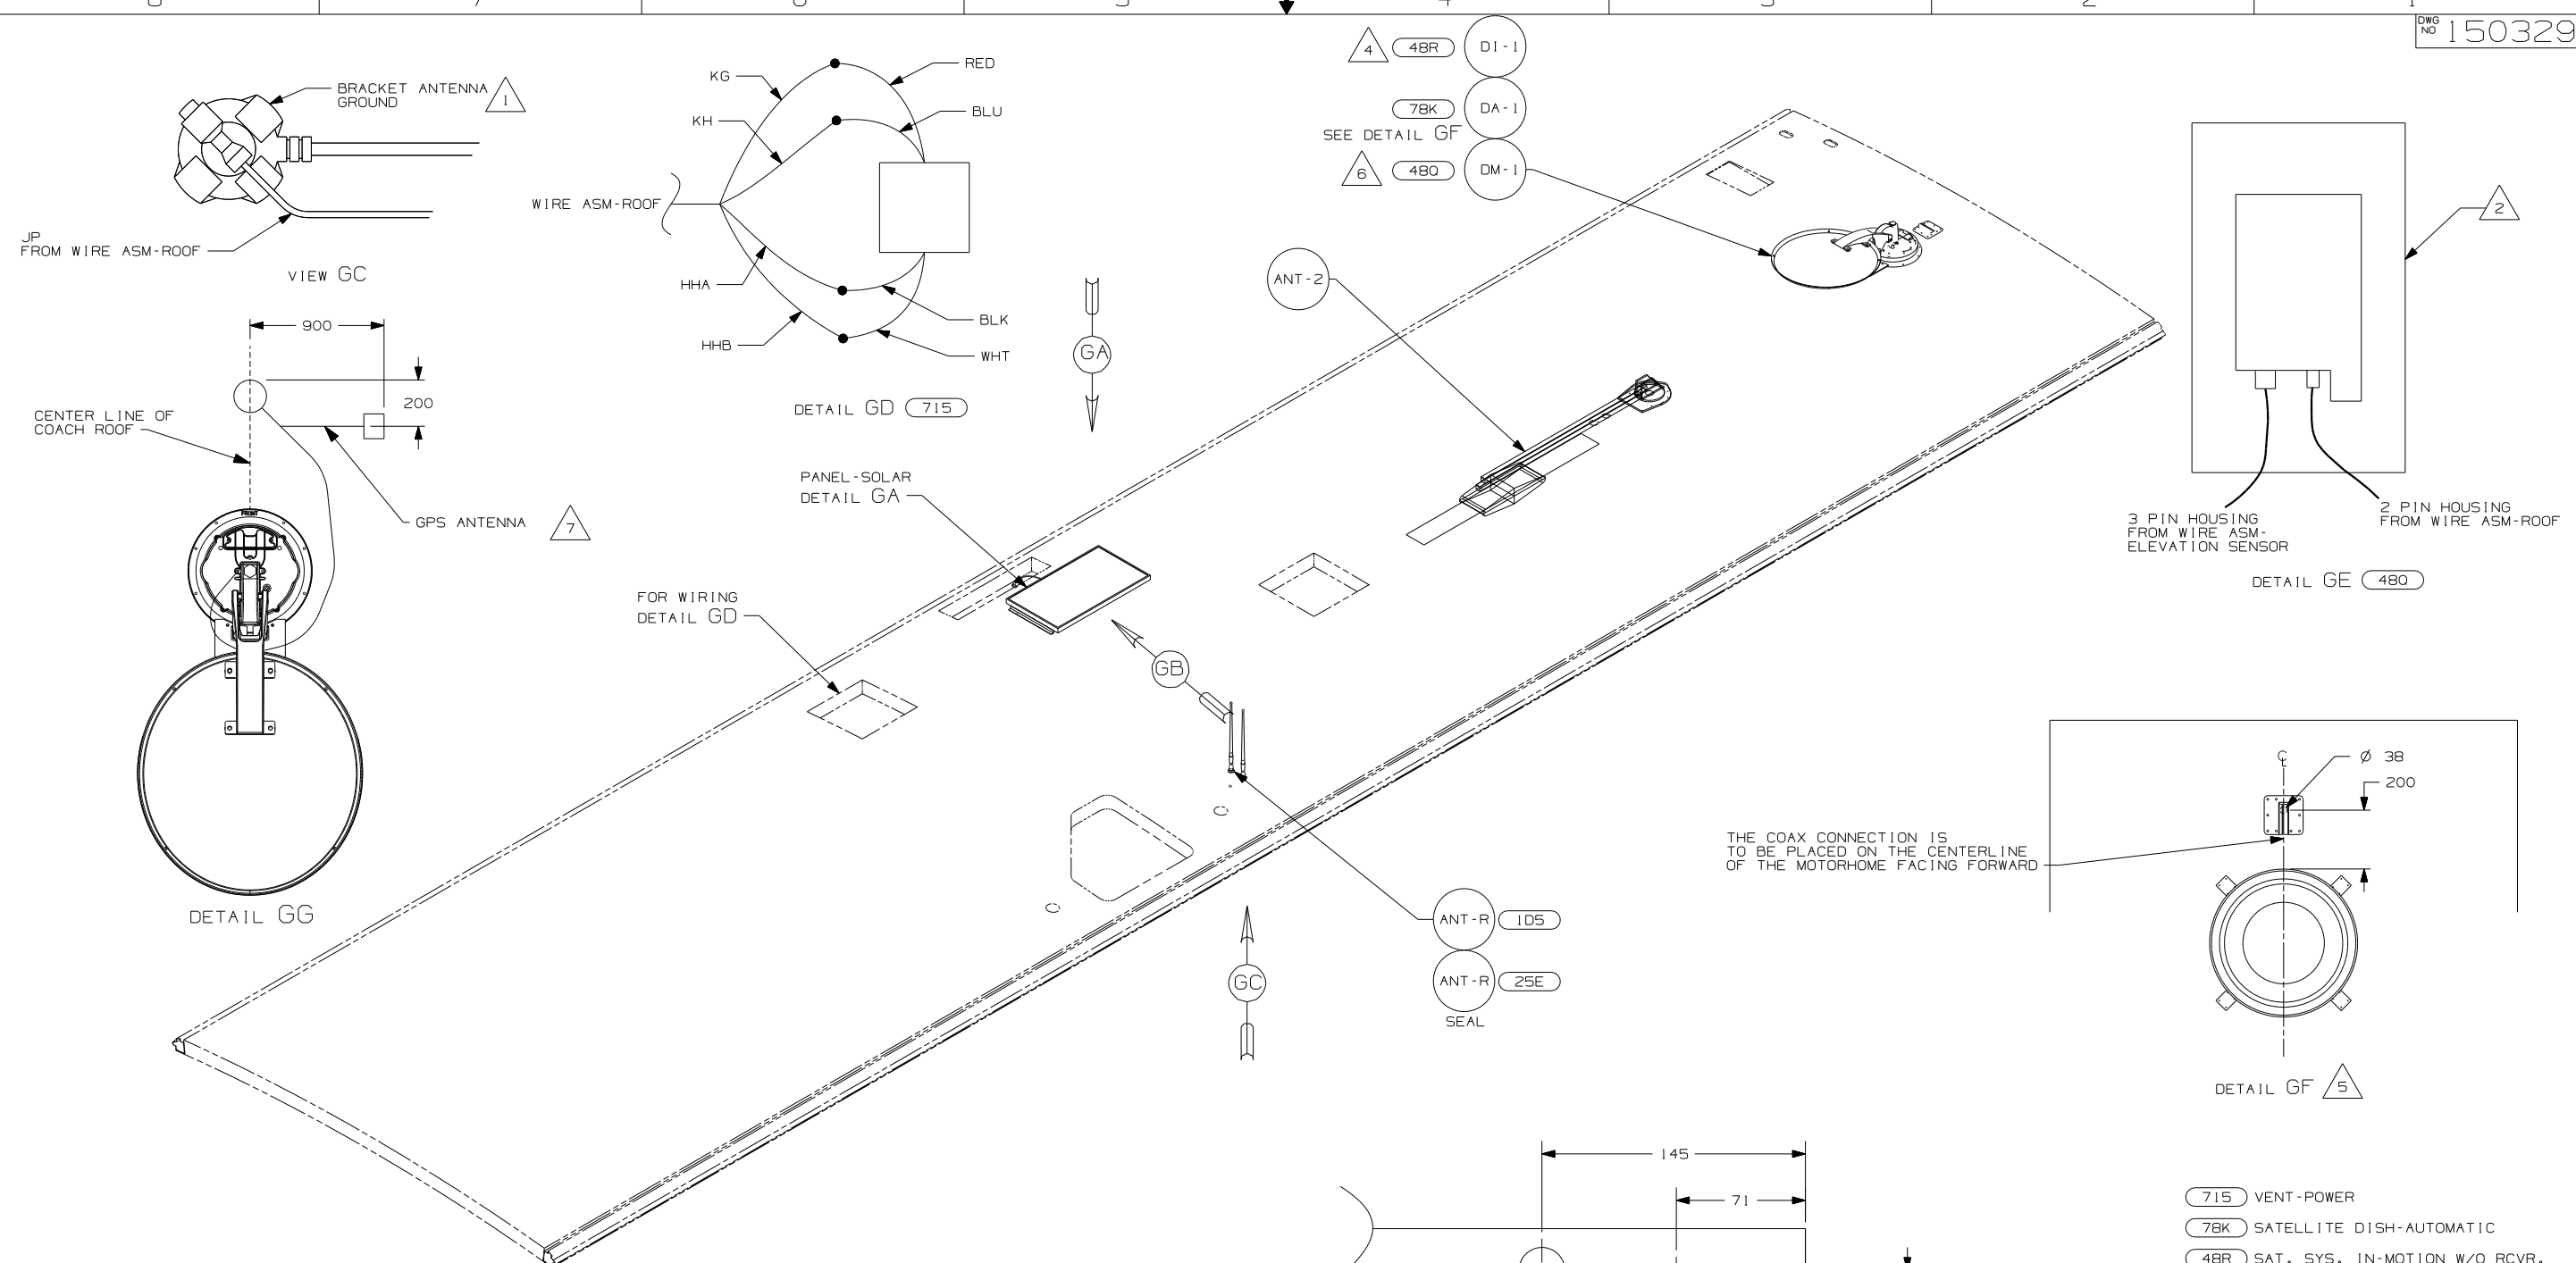 DWG
NO 150329
4 48R DI-1
78K DA-1
SEE DETAIL GF
6 48Q DM-1
BRACKET ANTENNA
GROUND
1
JP
FROM WIRE ASM-ROOF
VIEW GC
KG
RED
KH
BLU
WIRE ASM-ROOF
HHA
BLK
HHB
WHT
DETAIL GD 715
GA
ANT-2
2
3 PIN HOUSING
FROM WIRE ASM-
ELEVATION SENSOR
2 PIN HOUSING
FROM WIRE ASM-ROOF
DETAIL GE 48Q
900
200
CENTER LINE OF
COACH ROOF
GPS ANTENNA 7
FRONT
DETAIL GG
PANEL-SOLAR
DETAIL GA
FOR WIRING
DETAIL GD
GB
ANT-R 1D5
ANT-R 25E
SEAL
GC
Ø 38
200
THE COAX CONNECTION IS
TO BE PLACED ON THE CENTERLINE
OF THE MOTORHOME FACING FORWARD
DETAIL GF 5
145
71
715 VENT-POWER
78K SATELLITE DISH-AUTOMATIC
48R SAT. SYS. IN-MOTION W/O RCVR.